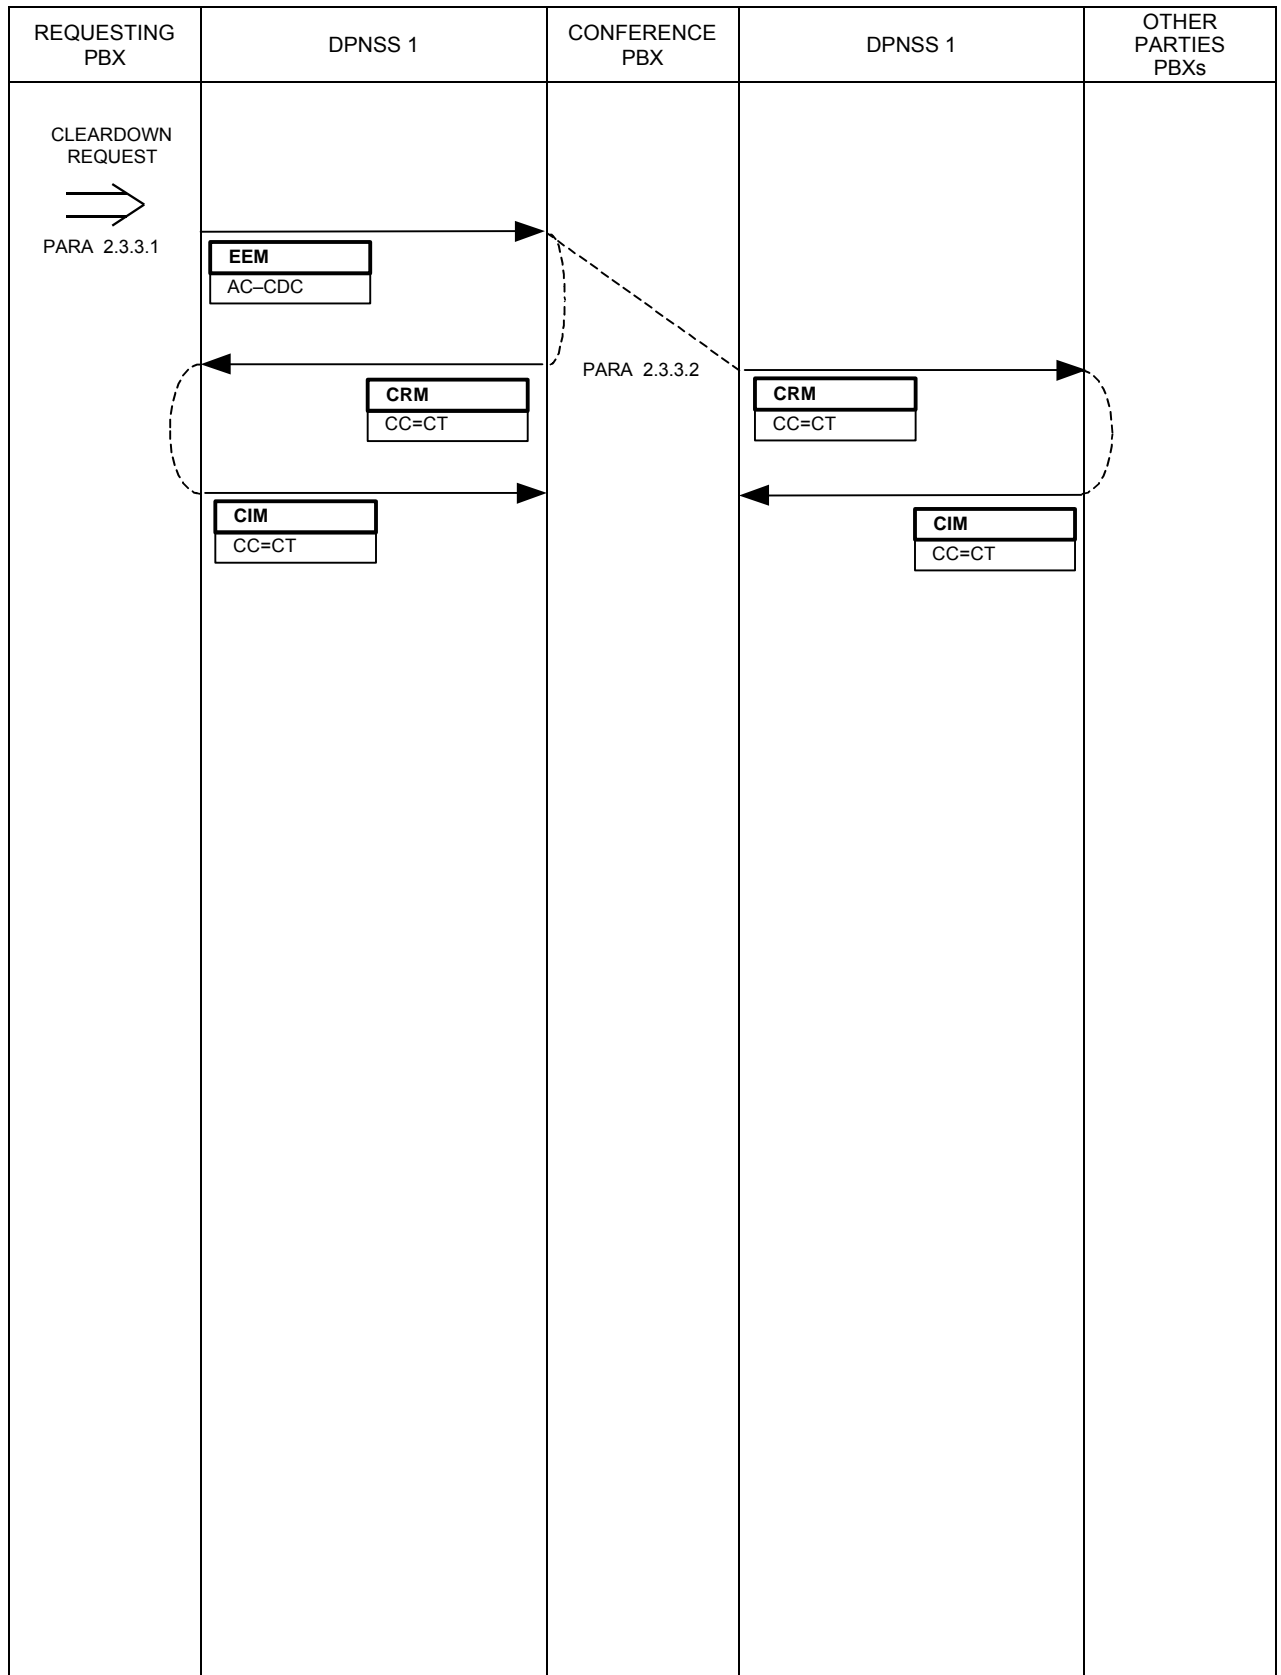 REQUESTING
PBX
DPNSS 1
CONFERENCE
PBX
DPNSS 1
OTHER
PARTIES
PBXs
CLEARDOWN
REQUEST
PARA 2.3.3.1
EEM
AC–CDC
PARA 2.3.3.2
CRM
CC=CT
CRM
CC=CT
CIM
CC=CT
CIM
CC=CT